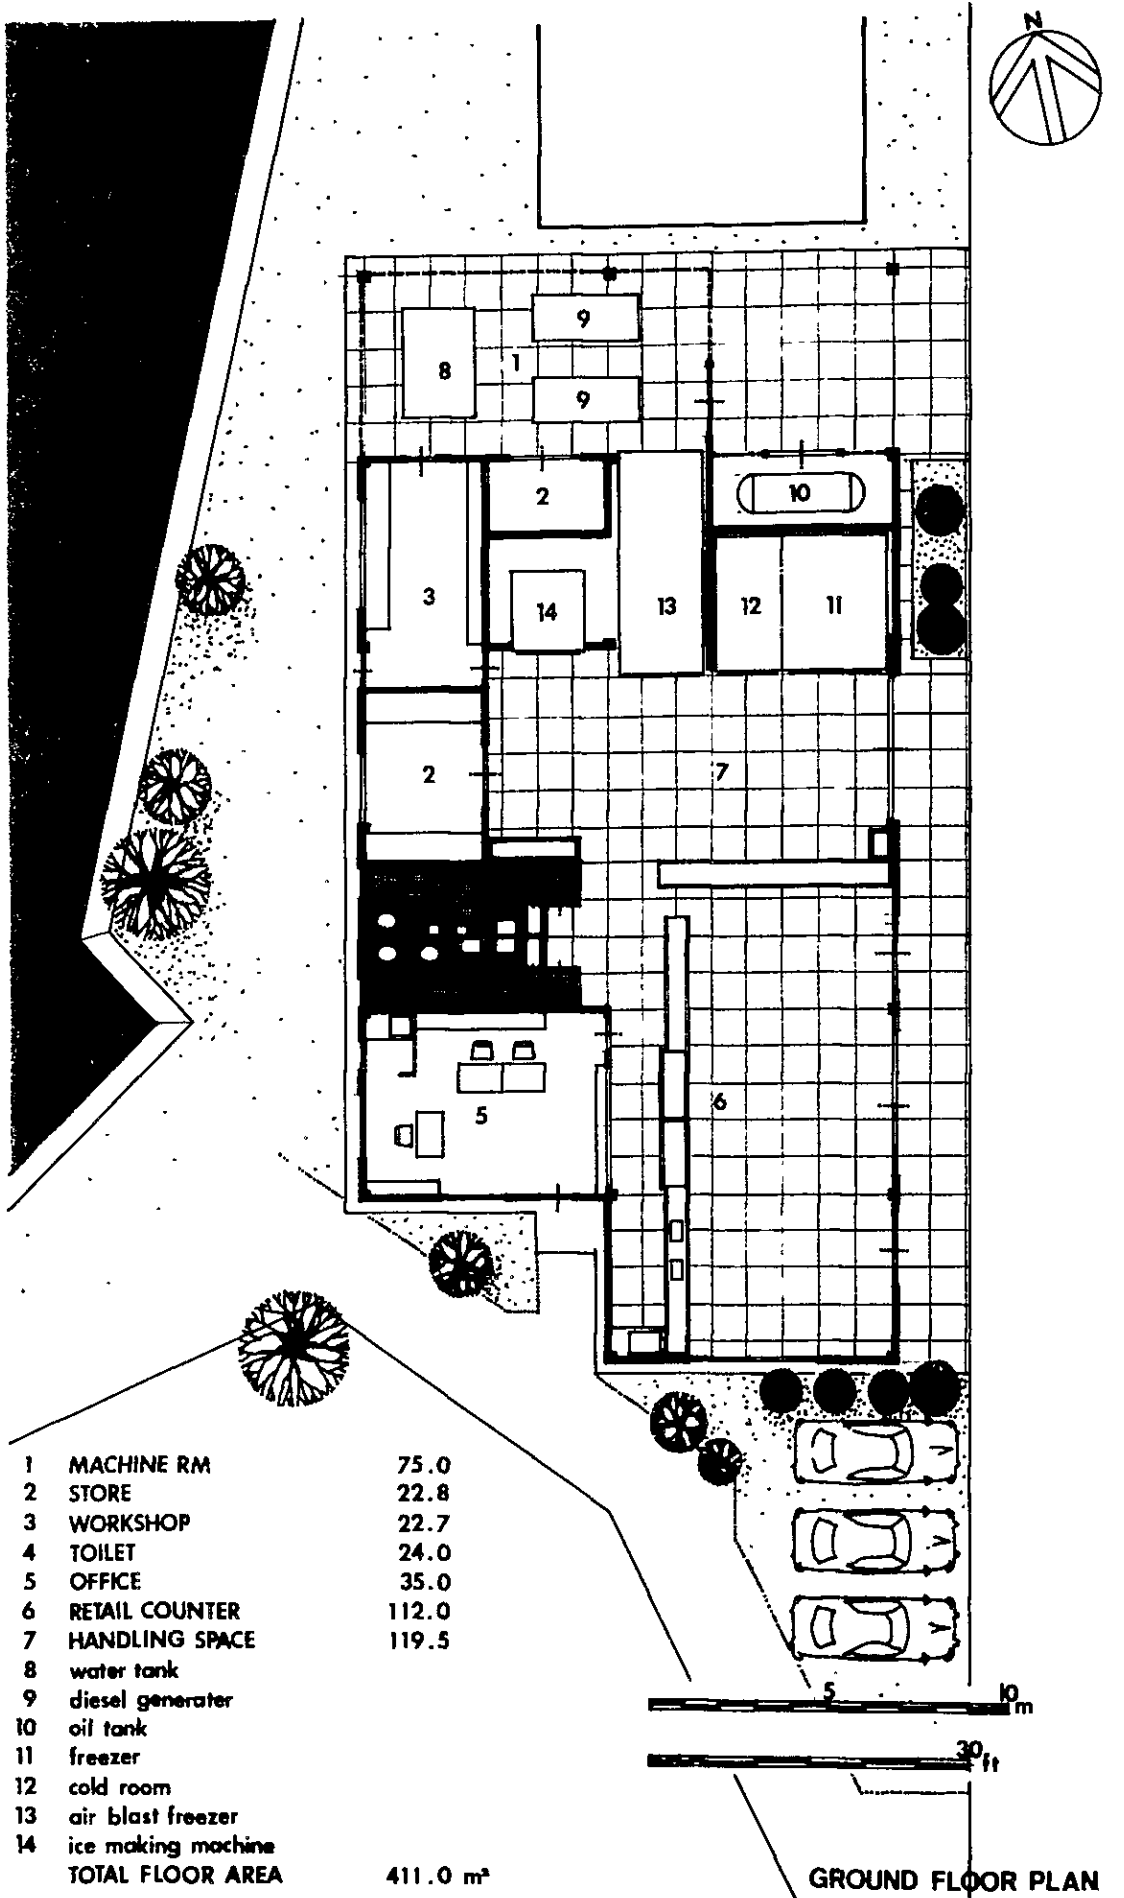 N
9
8
1
9
2
10
3
14
13
12
11
2
7
5
6
1 MACHINE RM 75.0
2 STORE 22.8
3 WORKSHOP 22.7
4 TOILET 24.0
5 OFFICE 35.0
6 RETAIL COUNTER 112.0
7 HANDLING SPACE 119.5
8 water tank
9 diesel generater
10 oil tank
11 freezer
12 cold room
13 air blast freezer
14 ice making machine
TOTAL FLOOR AREA 411.0 m²
5 10 m
30 ft
GROUND FLOOR PLAN